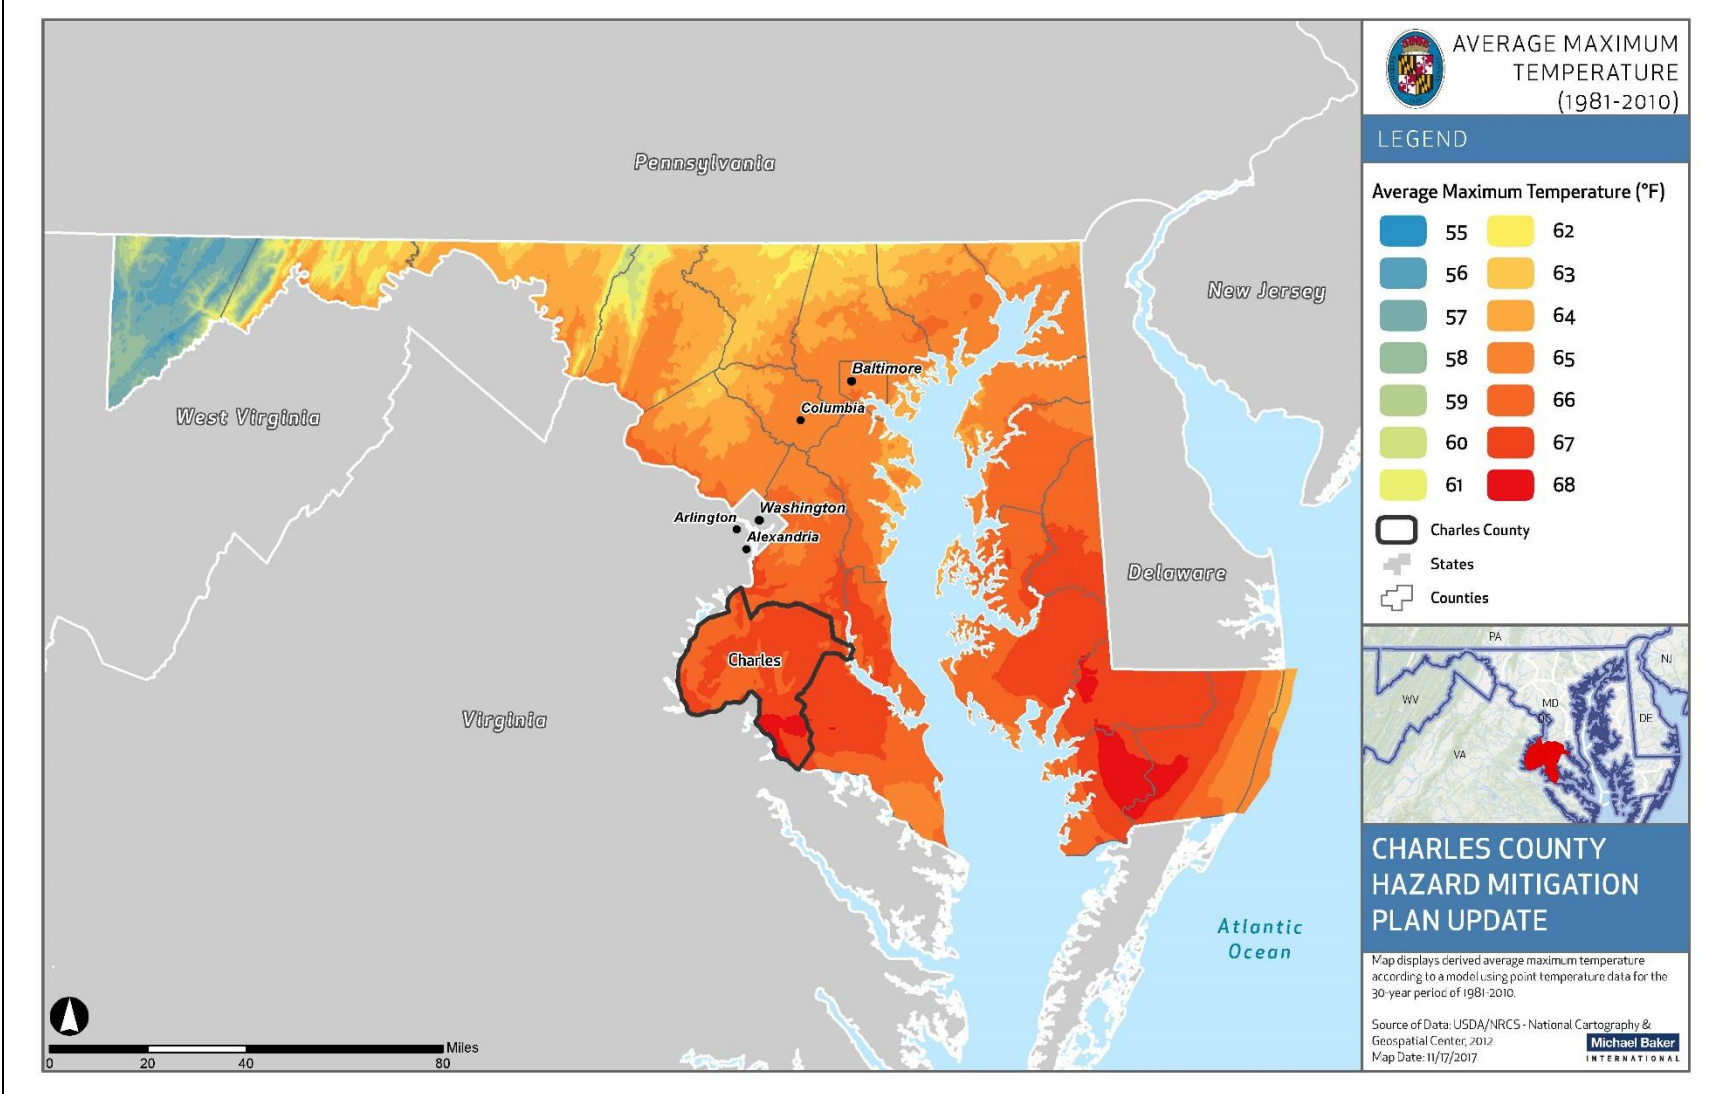 AVERAGE MAXIMUM
TEMPERATURE
(1981-2010)
LEGEND
Average Maximum Temperature (°F)
55 62
56 63
57 64
58 65
59 66
60 67
61 68
Charles County
States
Counties
Pennsylvania
New Jersey
West Virginia
Baltimore
Columbia
Washington
Arlington
Alexandria
Delaware
Charles
Virginia
Atlantic
Ocean
Miles
0 20 40 80
PA
NJ
WV
MD
DC
DE
VA
CHARLES COUNTY
HAZARD MITIGATION
PLAN UPDATE
Map displays derived average maximum temperature
according to a model using point temperature data for the
30-year period of 1981-2010.
Source of Data: USDA/NRCS - National Cartography &
Geospatial Center, 2012
Map Date: 11/17/2017
Michael Baker
INTERNATIONAL